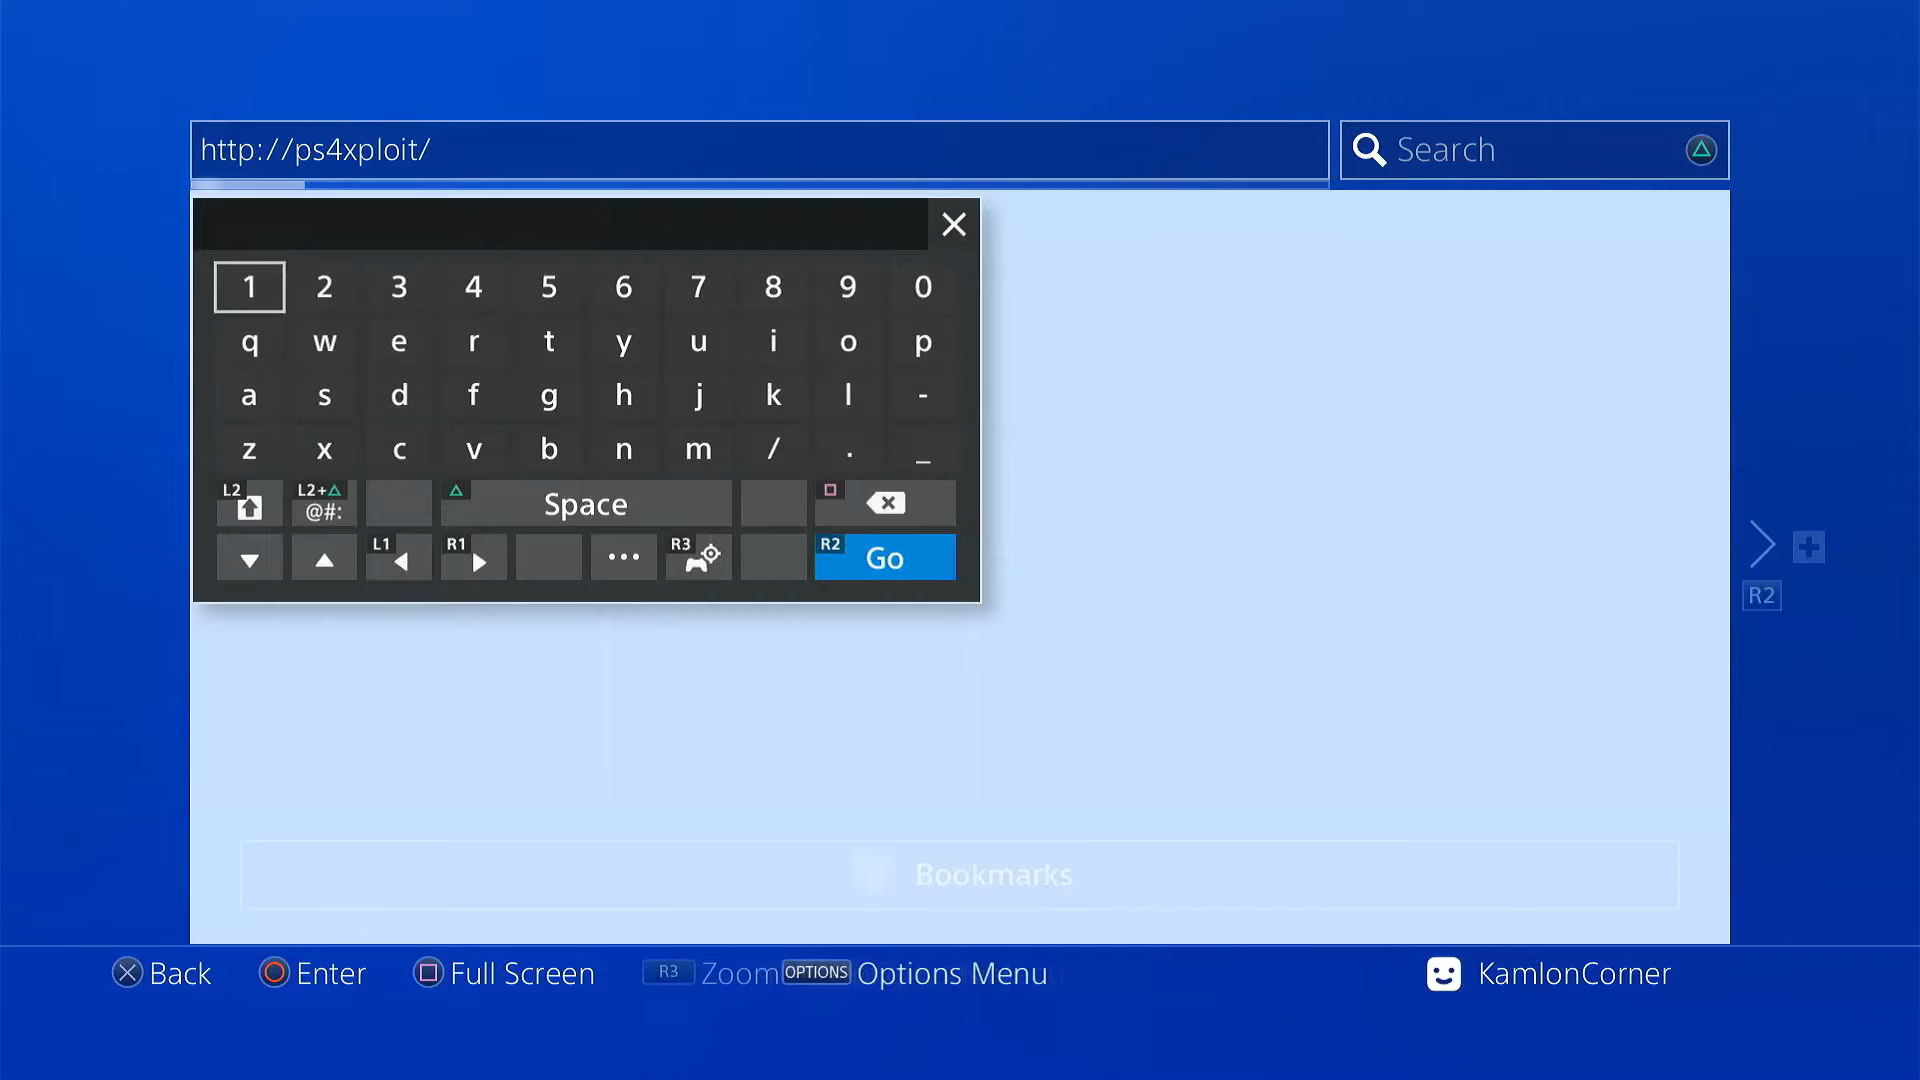 http://ps4xploit/
Search
1 2 3 4 5 6 7 8 9 0
q w e r t y u i o p
a s d f g h j k l -
z x c v b n m / . _
L2 L2+△ @#: △ Space
L1 R1 ... R3 R2 Go
R2
Bookmarks
Back Enter Full Screen R3 Zoom OPTIONS Options Menu KamlonCorner